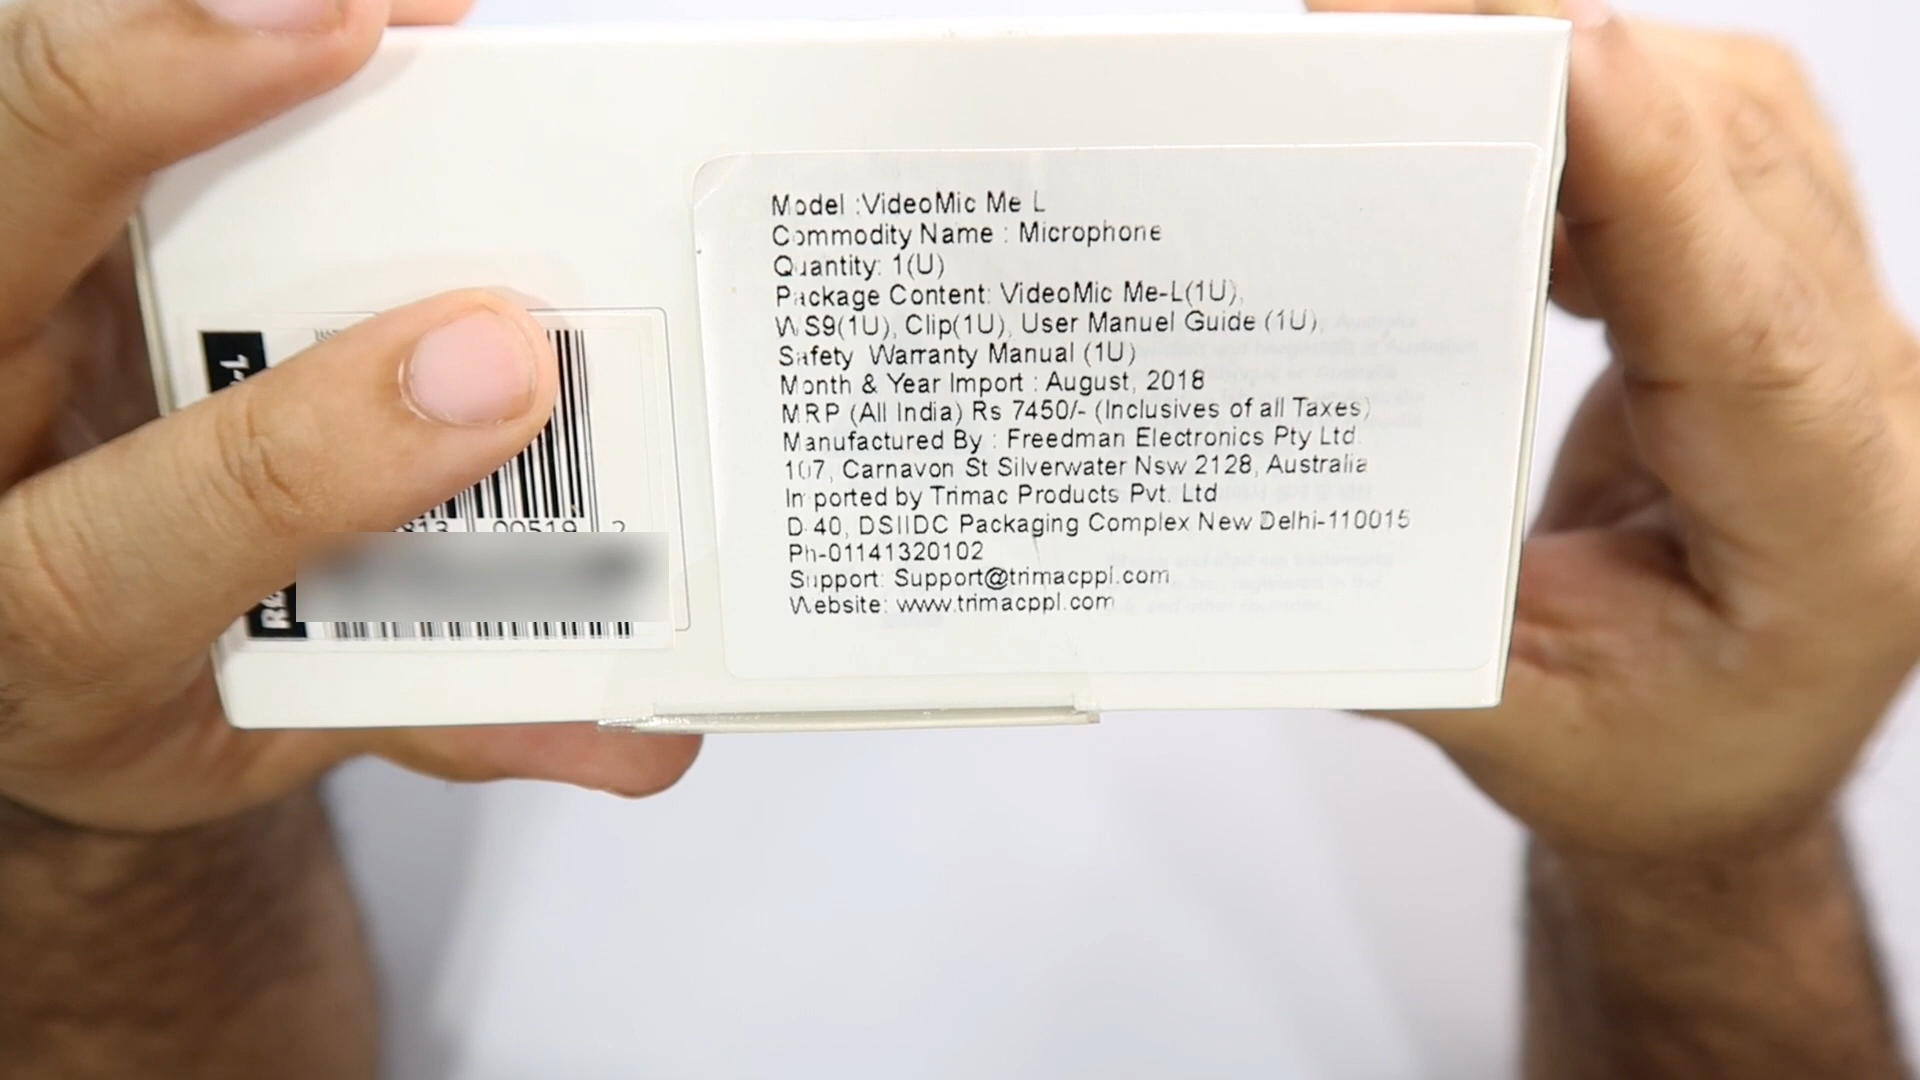 Model :VideoMic Me L
Commodity Name : Microphone
Quantity: 1(U)
Package Content: VideoMic Me-L(1U),
WS9(1U), Clip(1U), User Manuel Guide (1U),
Safety Warranty Manual (1U)
Month & Year Import : August, 2018
MRP (All India) Rs 7450/- (Inclusives of all Taxes)
Manufactured By : Freedman Electronics Pty Ltd.
107, Carnavon St Silverwater Nsw 2128, Australia
Imported by Trimac Products Pvt. Ltd
D-40, DSIIDC Packaging Complex New Delhi-110015
Ph-01141320102
Support: Support@trimacppl.com
Website: www.trimacppl.com
813 00519 2